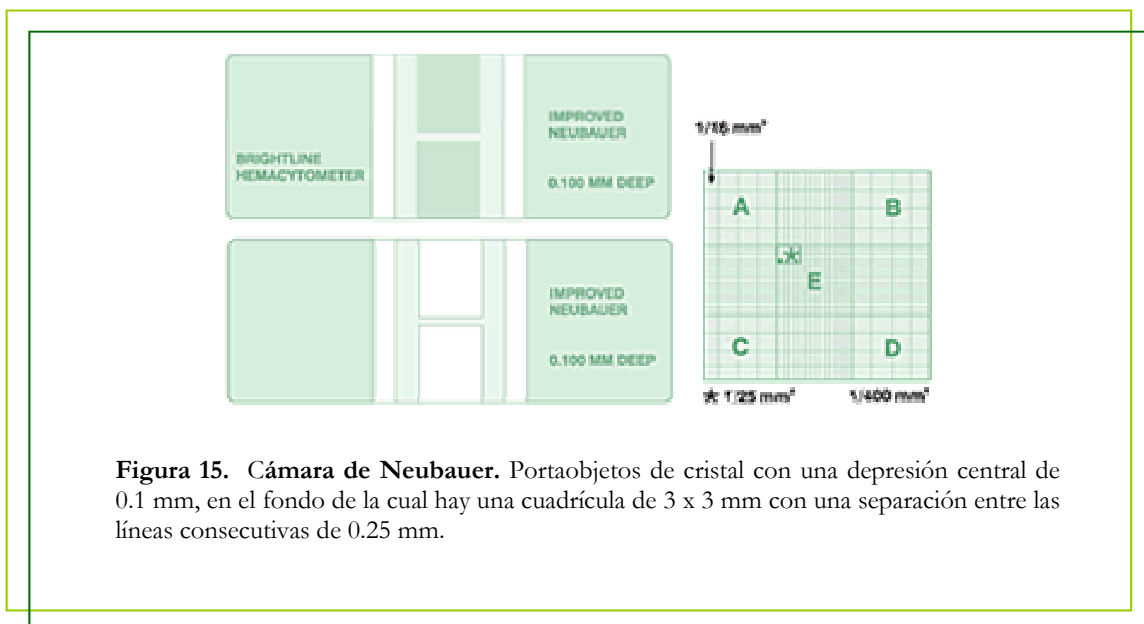 BRIGHTLINE
HEMACYTOMETER
IMPROVED
NEUBAUER
0.100 MM DEEP
IMPROVED
NEUBAUER
0.100 MM DEEP
1/16 mm²
A
B
E
C
D
* 1/25 mm²
1/400 mm²
Figura 15. Cámara de Neubauer. Portaobjetos de cristal con una depresión central de
0.1 mm, en el fondo de la cual hay una cuadrícula de 3 x 3 mm con una separación entre las
líneas consecutivas de 0.25 mm.